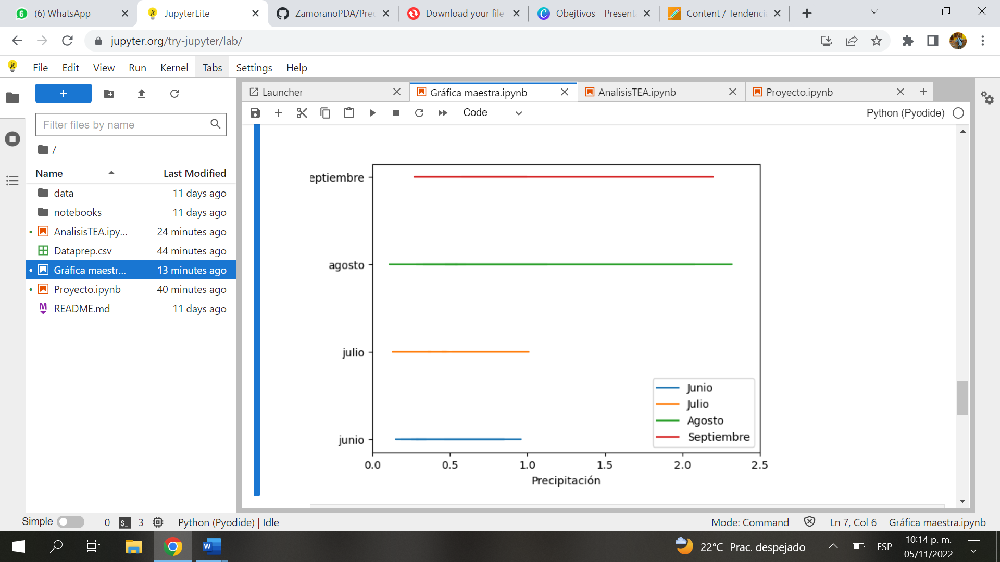 (6) WhatsApp
JupyterLite
ZamoranoPDA/Prec
Download your file
Obejtivos - Presenta
Content / Tendencia
jupyter.org/try-jupyter/lab/
File Edit View Run Kernel Tabs Settings Help
Filter files by name
/
Name Last Modified
data 11 days ago
notebooks 11 days ago
AnalisisTEA.ipy... 24 minutes ago
Dataprep.csv 44 minutes ago
Gráfica maestr... 13 minutes ago
Proyecto.ipynb 40 minutes ago
README.md 11 days ago
Launcher
Gráfica maestra.ipynb
AnalisisTEA.ipynb
Proyecto.ipynb
Code
Python (Pyodide)
eptiembre
agosto
julio
junio
0.0 0.5 1.0 1.5 2.0 2.5
Precipitación
Junio
Julio
Agosto
Septiembre
Simple 0 $_ 3 Python (Pyodide) | Idle
Mode: Command Ln 7, Col 6 Gráfica maestra.ipynb
22°C Prac. despejado
ESP
10:14 p. m.
05/11/2022